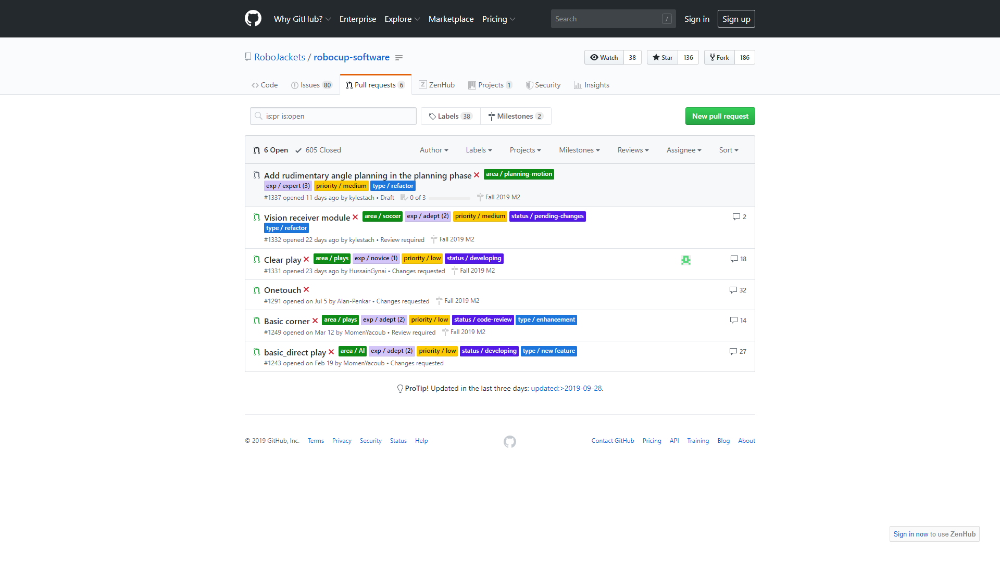 Why GitHub? Enterprise Explore Marketplace Pricing Search / Sign in Sign up
RoboJackets / robocup-software Watch 38 Star 136 Fork 186
Code Issues 80 Pull requests 6 ZenHub Projects 1 Security Insights
is:pr is:open Labels 38 Milestones 2 New pull request
6 Open 605 Closed Author Labels Projects Milestones Reviews Assignee Sort
Add rudimentary angle planning in the planning phase area / planning-motion
exp / expert (3) priority / medium type / refactor
#1337 opened 11 days ago by kylestach • Draft 0 of 3 Fall 2019 M2
Vision receiver module area / soccer exp / adept (2) priority / medium status / pending-changes 2
type / refactor
#1332 opened 22 days ago by kylestach • Review required Fall 2019 M2
Clear play area / plays exp / novice (1) priority / low status / developing 18
#1331 opened 23 days ago by HussainGynai • Changes requested Fall 2019 M2
Onetouch 32
#1291 opened on Jul 5 by Alan-Penkar • Changes requested Fall 2019 M2
Basic corner area / plays exp / adept (2) priority / low status / code-review type / enhancement 14
#1249 opened on Mar 12 by MomenYacoub • Review required Fall 2019 M2
basic_direct play area / AI exp / adept (2) priority / low status / developing type / new feature 27
#1243 opened on Feb 19 by MomenYacoub • Changes requested
ProTip! Updated in the last three days: updated:>2019-09-28.
© 2019 GitHub, Inc. Terms Privacy Security Status Help Contact GitHub Pricing API Training Blog About
Sign in now to use ZenHub